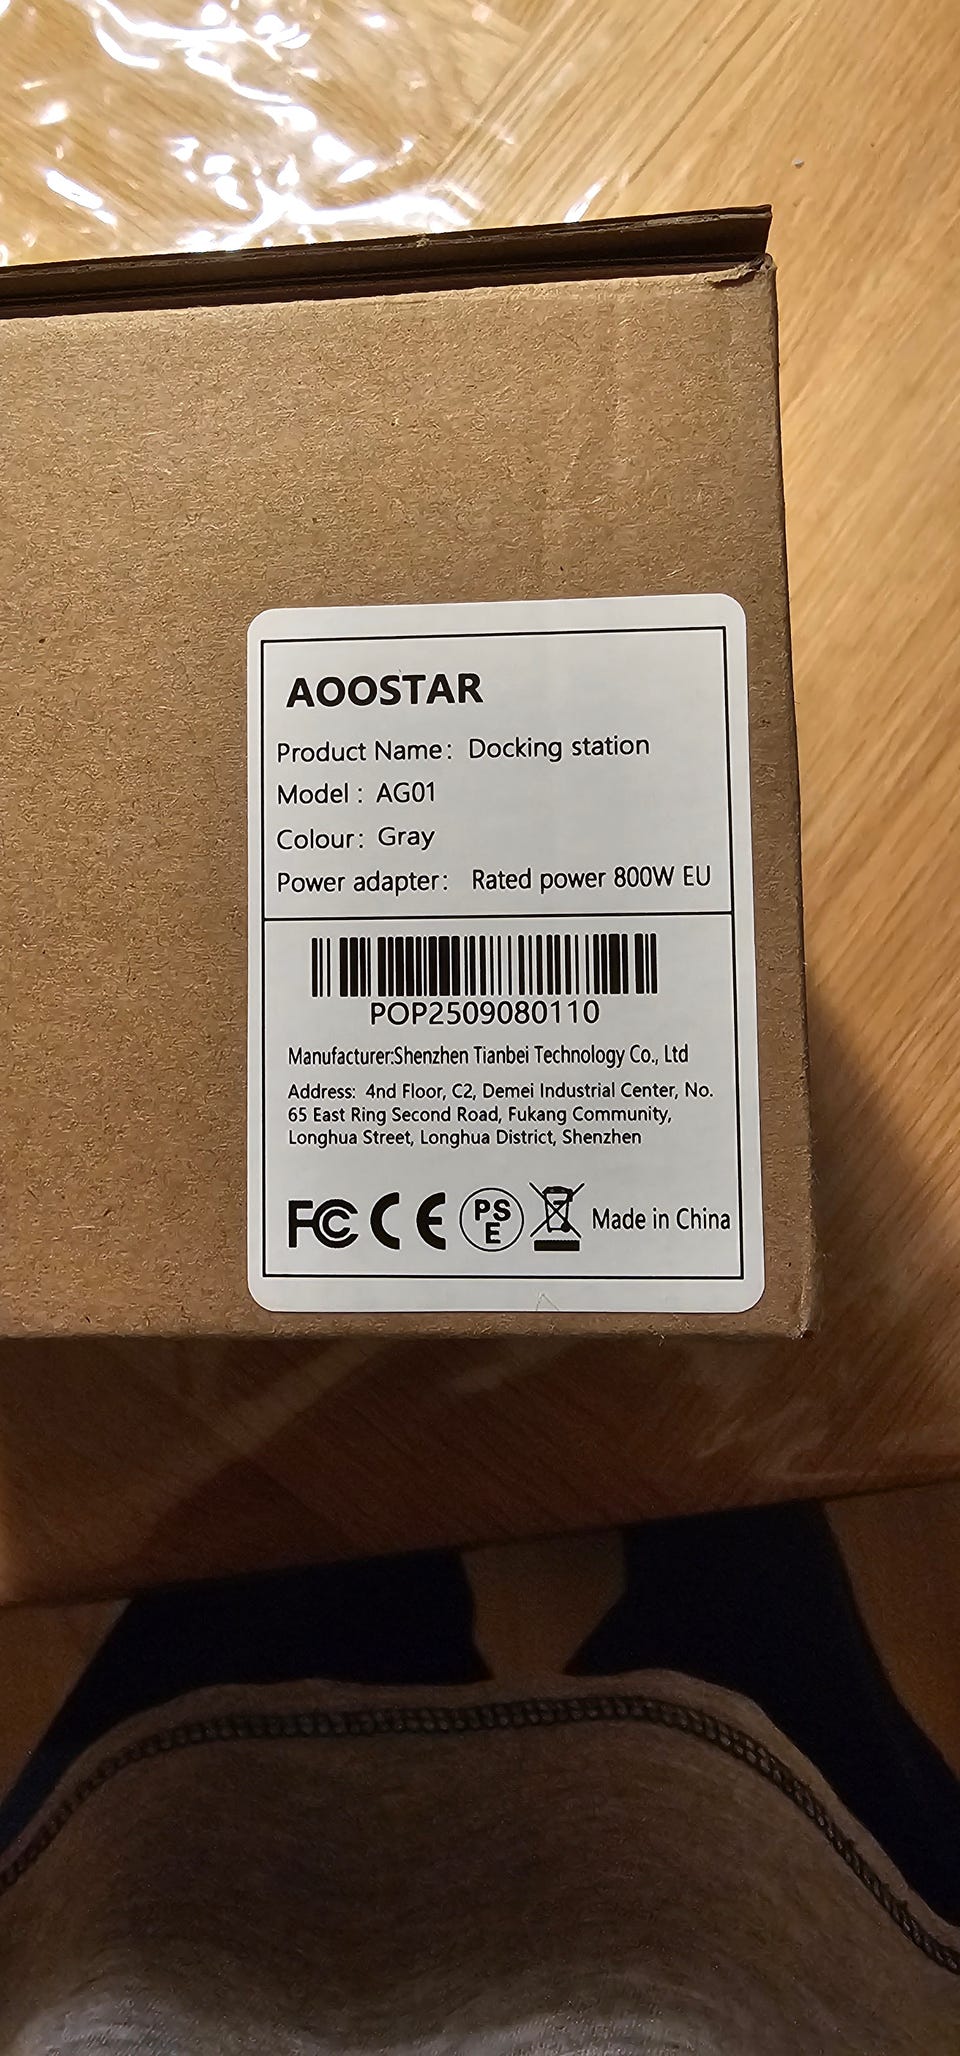 AOOSTAR
Product Name: Docking station
Model : AG01
Colour: Gray
Power adapter: Rated power 800W EU
POP2509080110
Manufacturer:Shenzhen Tianbei Technology Co., Ltd
Address: 4nd Floor, C2, Demei Industrial Center, No.
65 East Ring Second Road, Fukang Community,
Longhua Street, Longhua District, Shenzhen
FC CE PS E Made in China